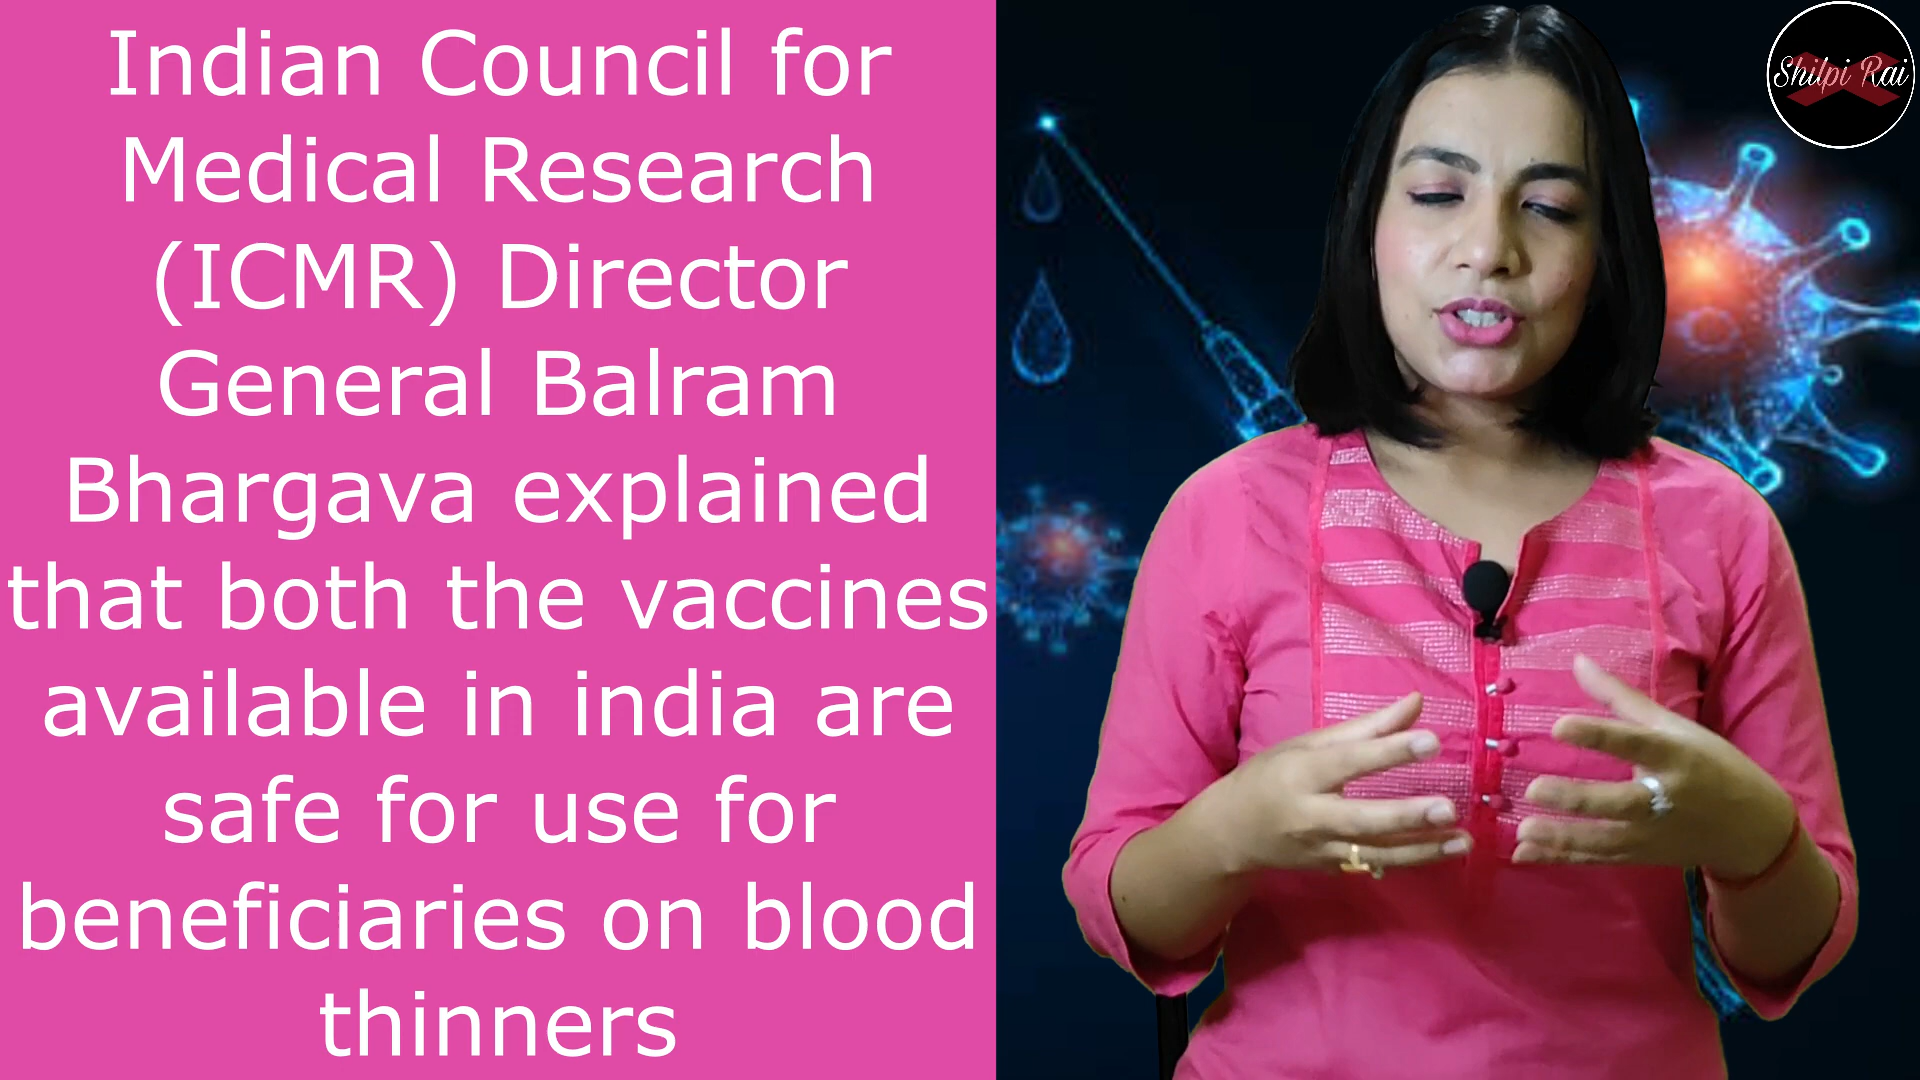 Indian Council for
Medical Research
(ICMR) Director
General Balram
Bhargava explained
that both the vaccines
available in india are
safe for use for
beneficiaries on blood
thinners
Shilpi Rai